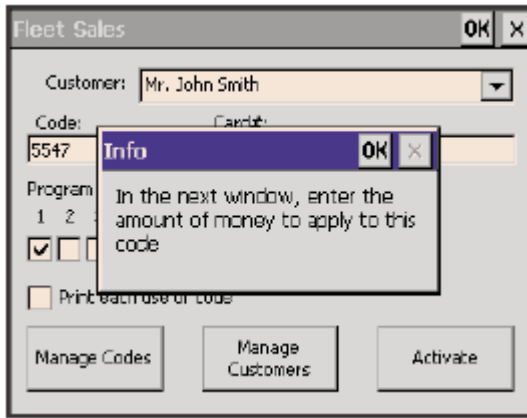 Fleet Sales OK
Customer: Mr. John Smith
Code: Card#:
5547
Info OK
In the next window, enter the
amount of money to apply to this
code
Program
1 2
Print each use of code
Manage Codes
Manage
Customers
Activate